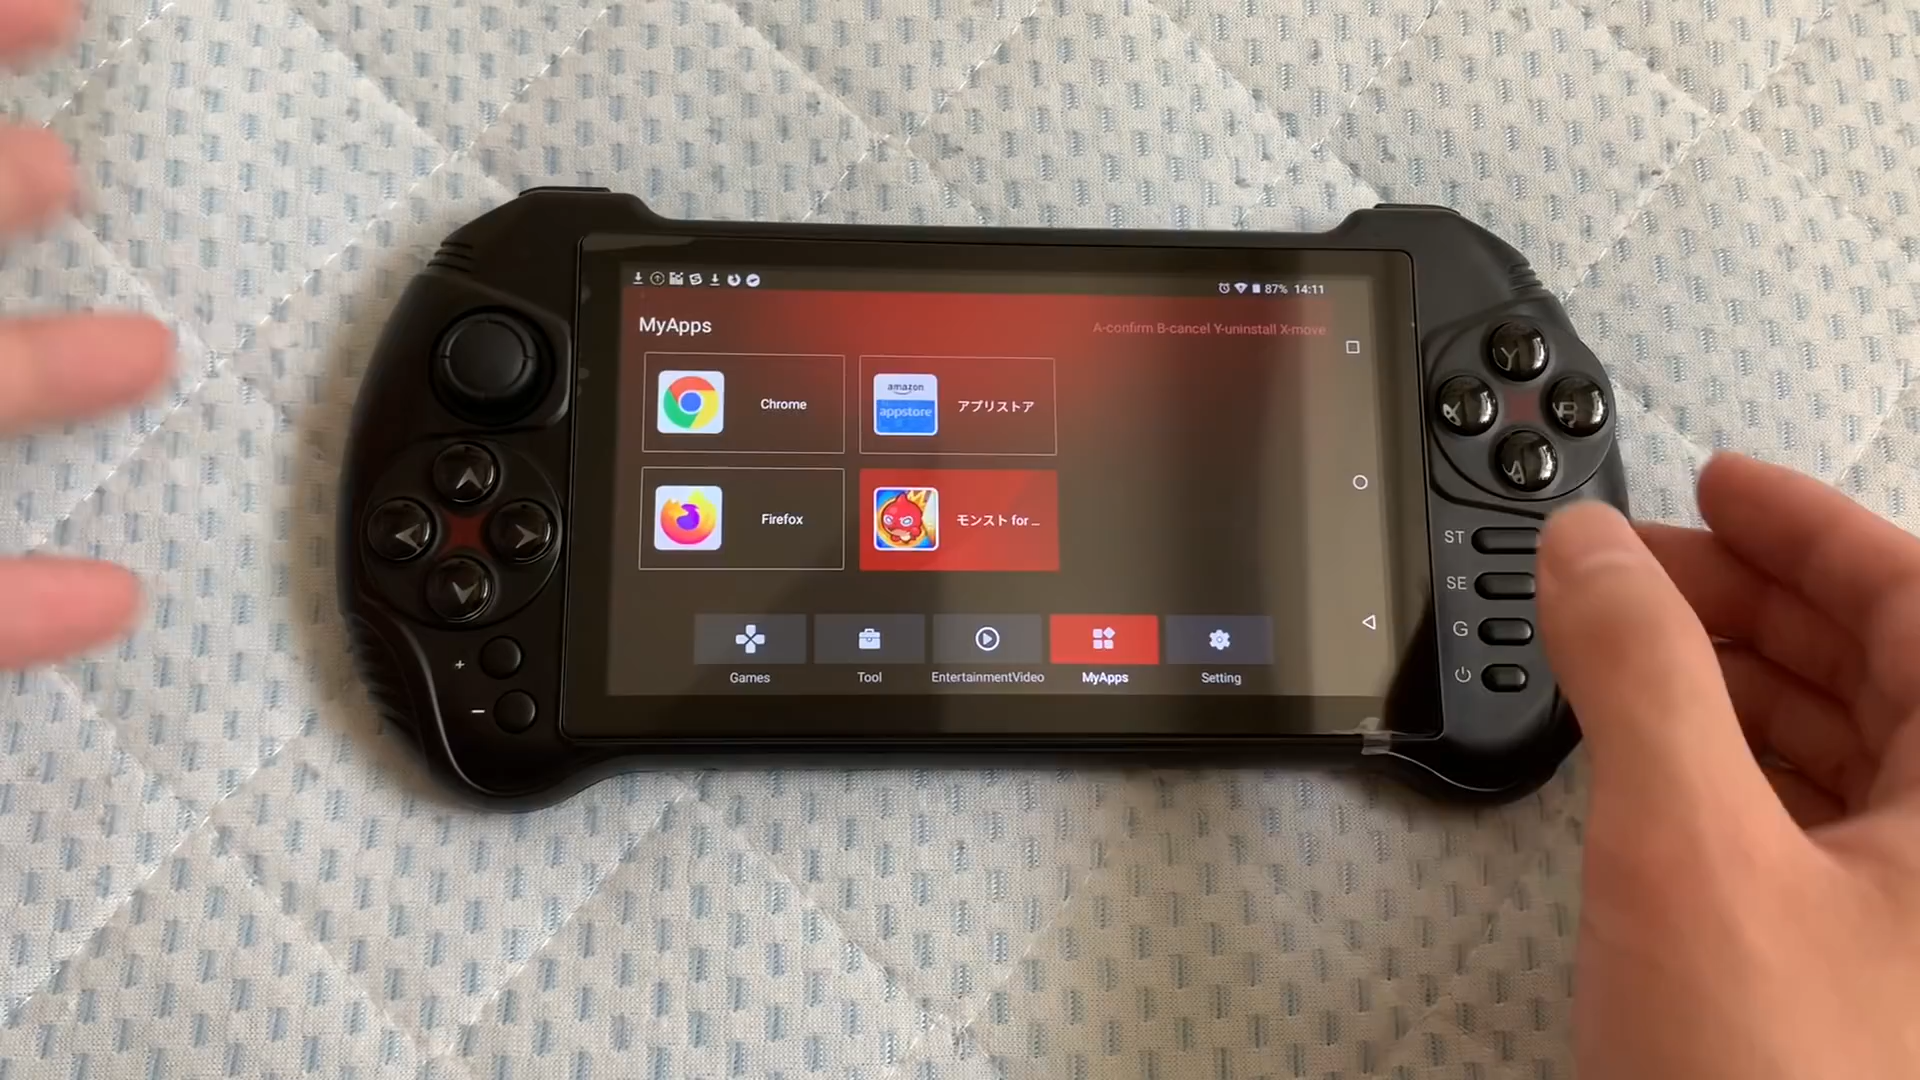 87% 14:11
MyApps
A-confirm B-cancel Y-uninstall X-move
Chrome
amazon
appstore
アプリストア
Firefox
モンスト for ...
Games
Tool
EntertainmentVideo
MyApps
Setting
Y
X
B
A
ST
SE
G
+
−